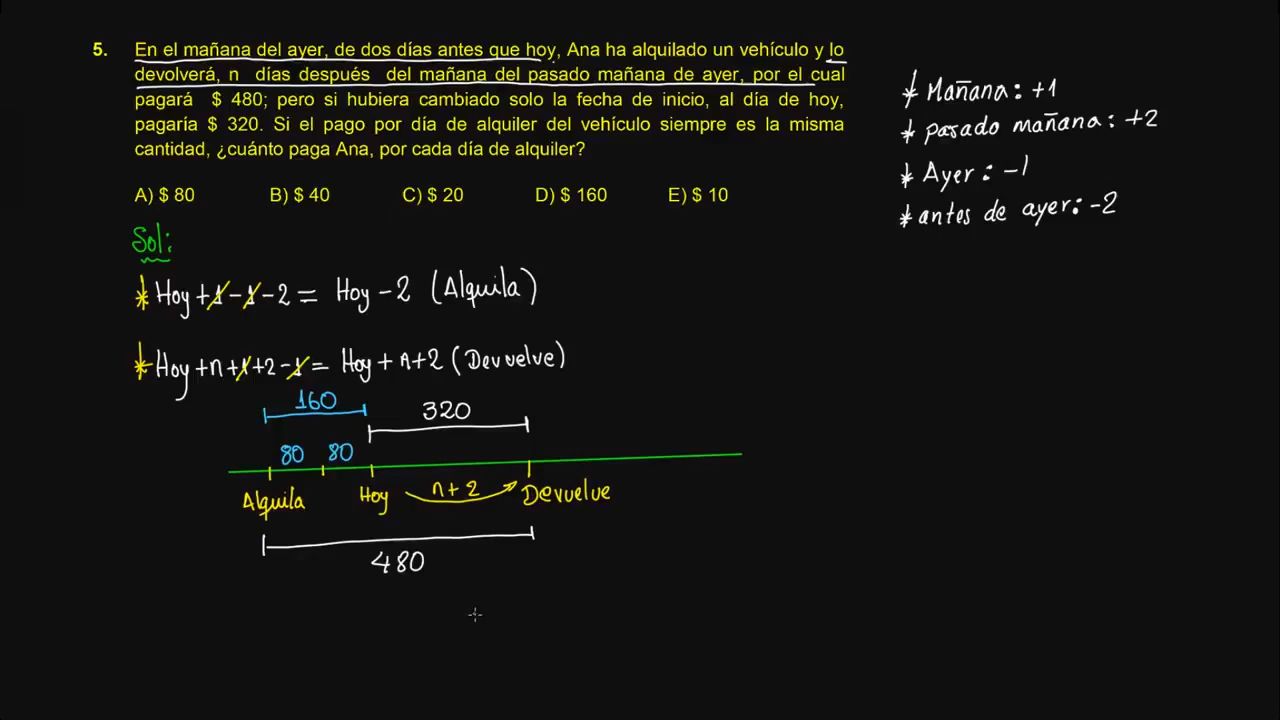 5. En el mañana del ayer, de dos días antes que hoy, Ana ha alquilado un vehículo y lo
devolverá, n días después del mañana del pasado mañana de ayer, por el cual
pagará $ 480; pero si hubiera cambiado solo la fecha de inicio, al día de hoy,
pagaría $ 320. Si el pago por día de alquiler del vehículo siempre es la misma
cantidad, ¿cuánto paga Ana, por cada día de alquiler?
A) $ 80 B) $ 40 C) $ 20 D) $ 160 E) $ 10
* Mañana: +1
* pasado mañana: +2
* Ayer: -1
* antes de ayer: -2
Sol:
* Hoy +1 -1 -2 = Hoy - 2 (Alquila)
* Hoy + n + 1 + 2 - 1 = Hoy + n + 2 (Devuelve)
160 320
80 80
Alquila Hoy n+2 Devuelve
480